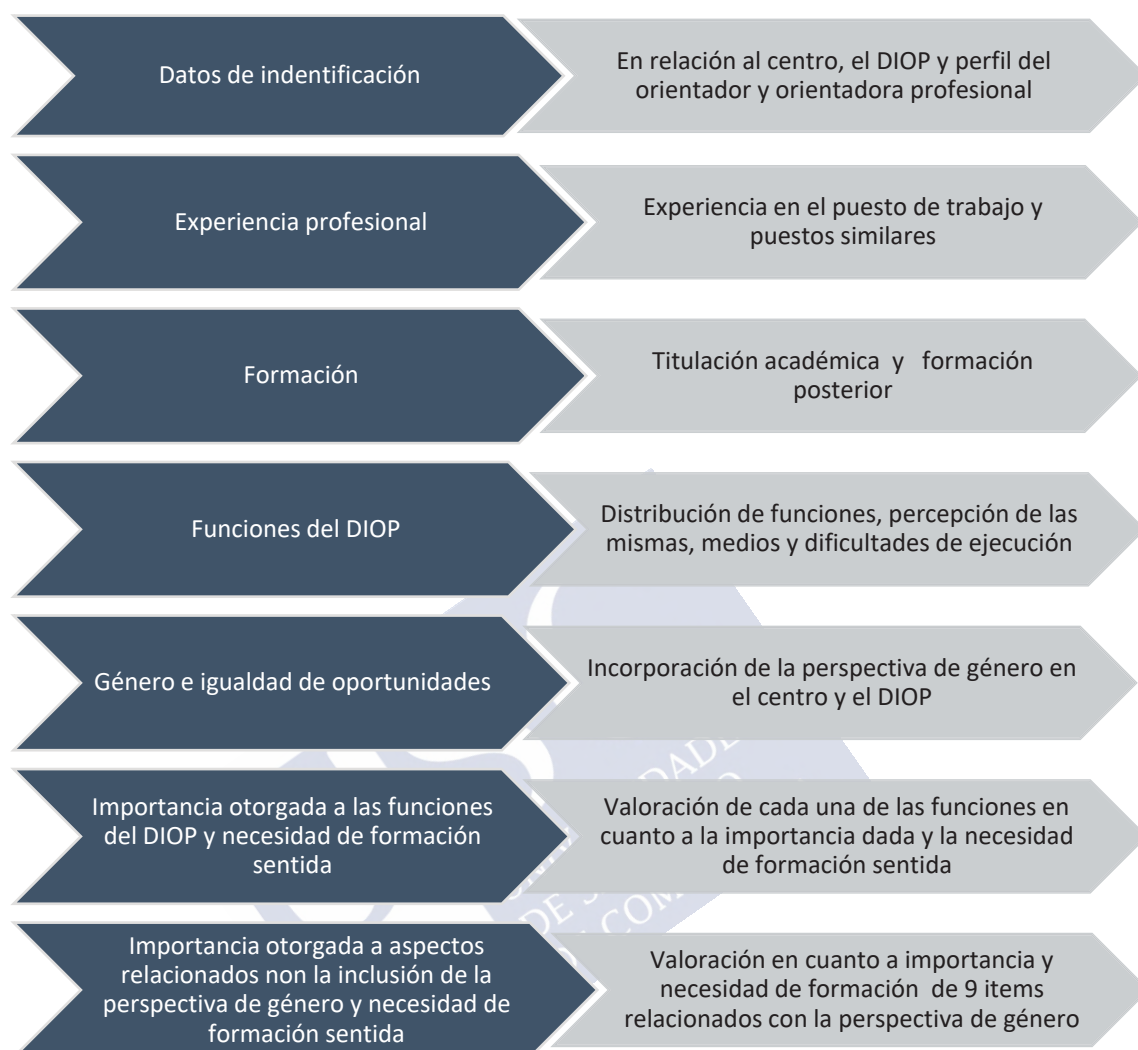 Datos de indentificación
En relación al centro, el DIOP y perfil del
orientador y orientadora profesional
Experiencia profesional
Experiencia en el puesto de trabajo y
puestos similares
Formación
Titulación académica y formación
posterior
Funciones del DIOP
Distribución de funciones, percepción de las
mismas, medios y dificultades de ejecución
Género e igualdad de oportunidades
Incorporación de la perspectiva de género en
el centro y el DIOP
Importancia otorgada a las funciones
del DIOP y necesidad de formación
sentida
Valoración de cada una de las funciones en
cuanto a la importancia dada y la necesidad
de formación sentida
Importancia otorgada a aspectos
relacionados non la inclusión de la
perspectiva de género y necesidad de
formación sentida
Valoración en cuanto a importancia y
necesidad de formación de 9 items
relacionados con la perspectiva de género